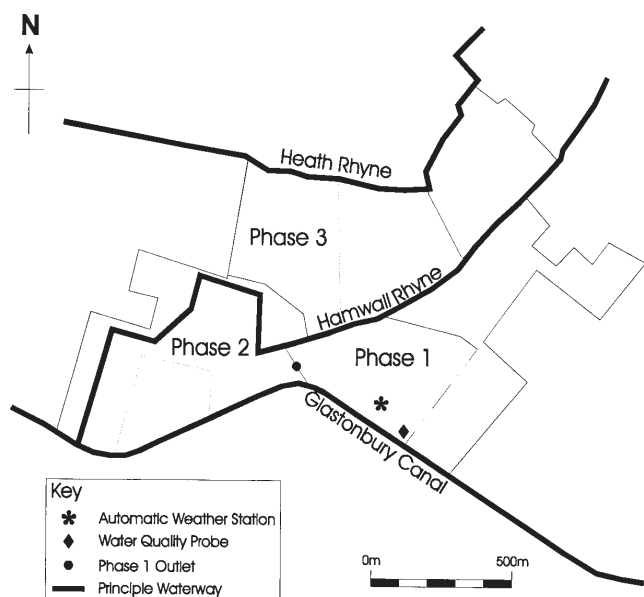 N
Heath Rhyne
Phase 3
Hamwall Rhyne
Phase 2
Phase 1
Glastonbury Canal
Key
Automatic Weather Station
Water Quality Probe
Phase 1 Outlet
Principle Waterway
0m 500m